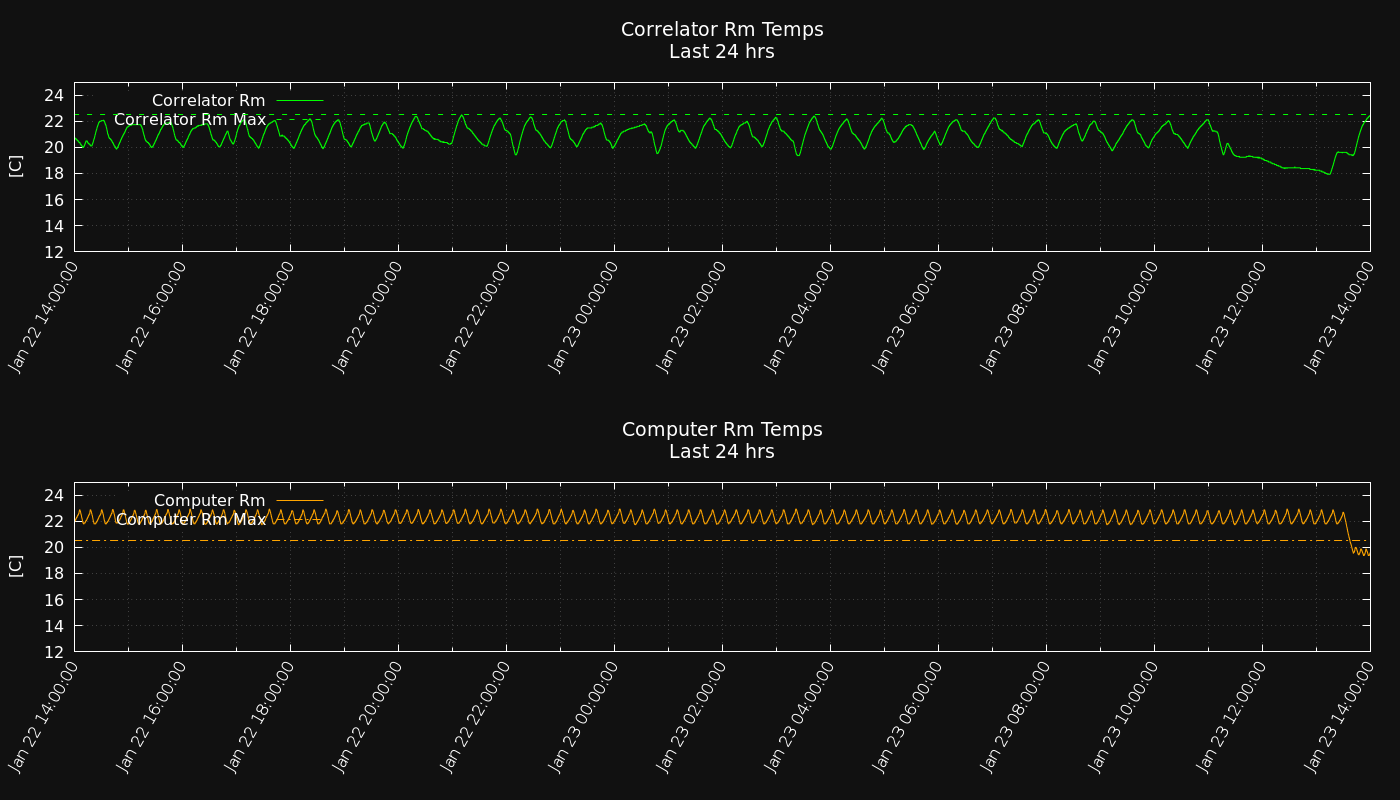 Correlator Rm Temps
Last 24 hrs
Correlator Rm
Correlator Rm Max
[C]
24
22
20
18
16
14
12
Jan 22 14:00:00
Jan 22 16:00:00
Jan 22 18:00:00
Jan 22 20:00:00
Jan 22 22:00:00
Jan 23 00:00:00
Jan 23 02:00:00
Jan 23 04:00:00
Jan 23 06:00:00
Jan 23 08:00:00
Jan 23 10:00:00
Jan 23 12:00:00
Jan 23 14:00:00
Computer Rm Temps
Last 24 hrs
Computer Rm
Computer Rm Max
[C]
24
22
20
18
16
14
12
Jan 22 14:00:00
Jan 22 16:00:00
Jan 22 18:00:00
Jan 22 20:00:00
Jan 22 22:00:00
Jan 23 00:00:00
Jan 23 02:00:00
Jan 23 04:00:00
Jan 23 06:00:00
Jan 23 08:00:00
Jan 23 10:00:00
Jan 23 12:00:00
Jan 23 14:00:00